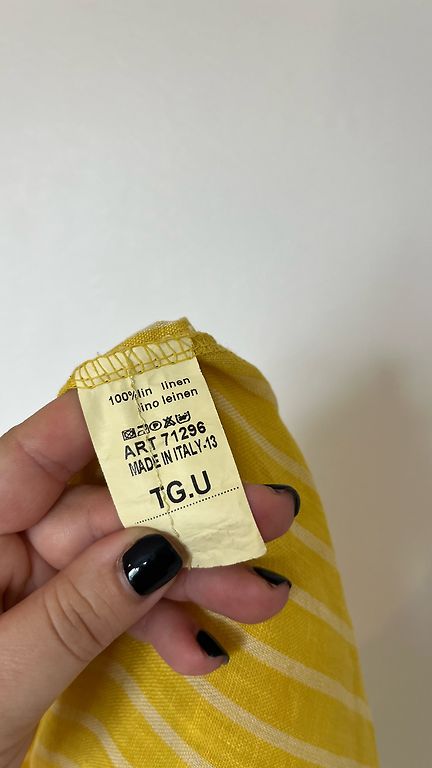 100% lin linen
lino leinen
ART 71296
MADE IN ITALY-13
TG.U